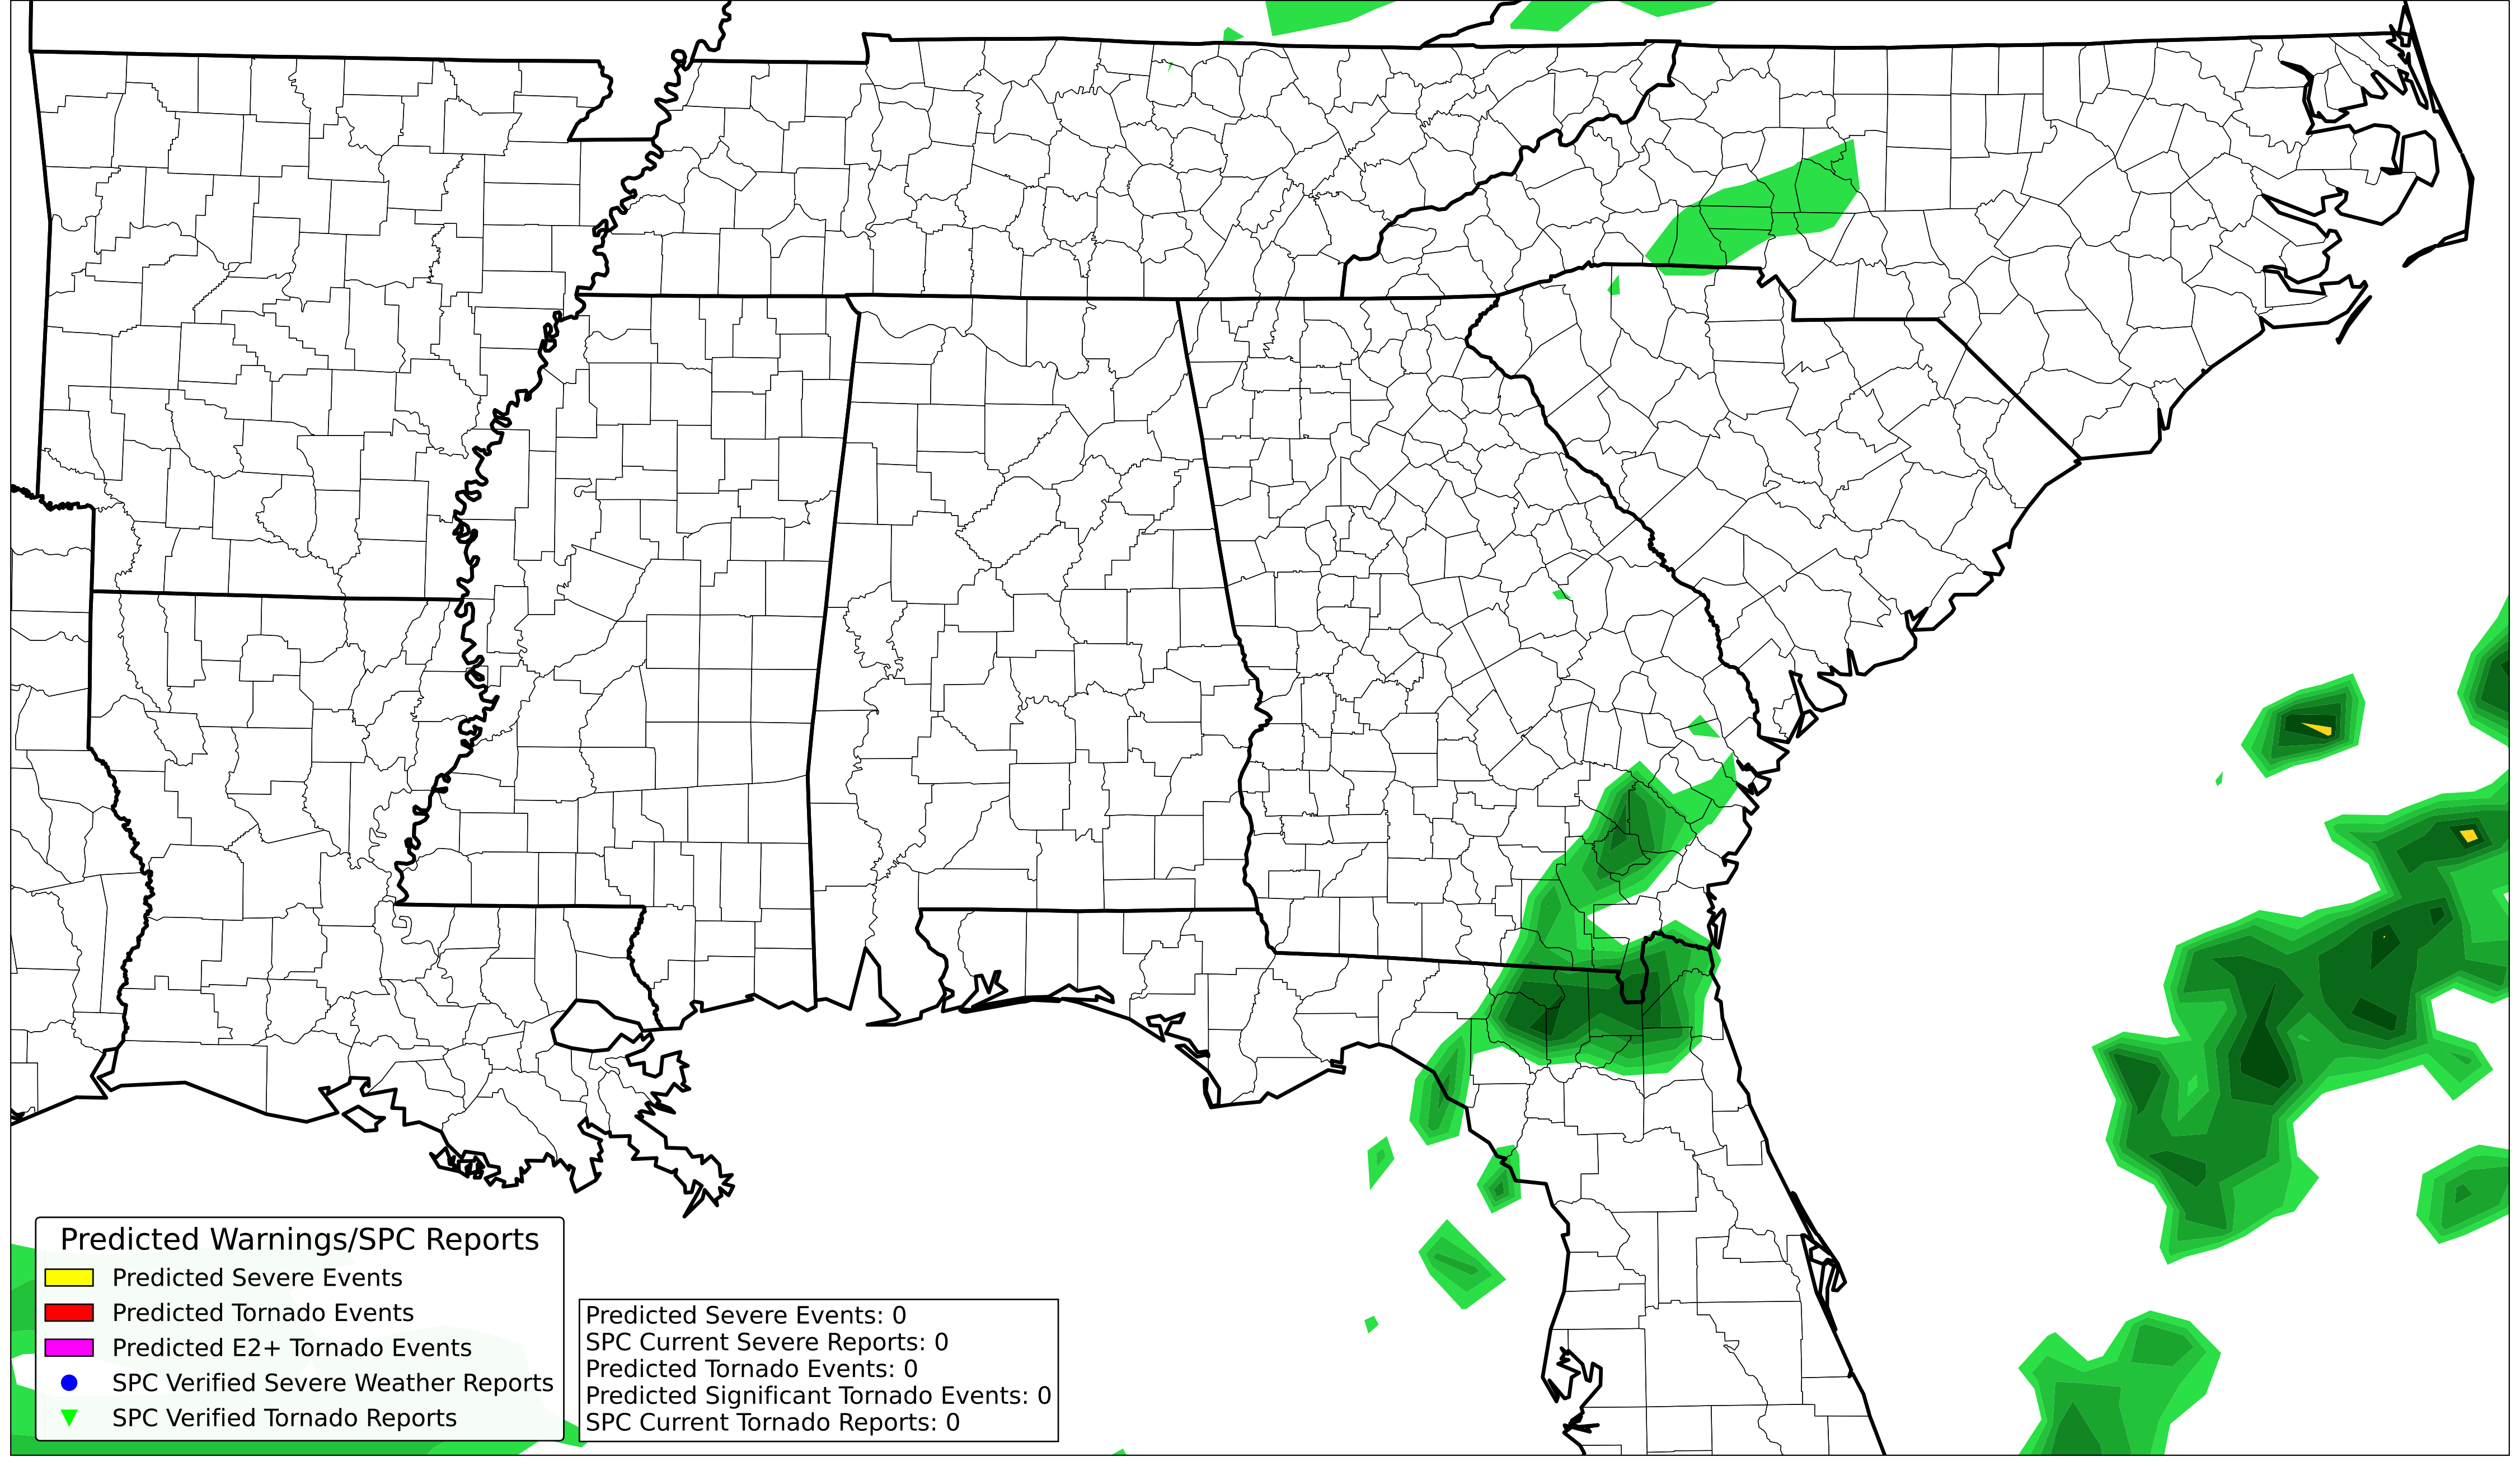 Predicted Warnings/SPC Reports
Predicted Severe Events
Predicted Tornado Events
Predicted E2+ Tornado Events
SPC Verified Severe Weather Reports
SPC Verified Tornado Reports
Predicted Severe Events: 0
SPC Current Severe Reports: 0
Predicted Tornado Events: 0
Predicted Significant Tornado Events: 0
SPC Current Tornado Reports: 0